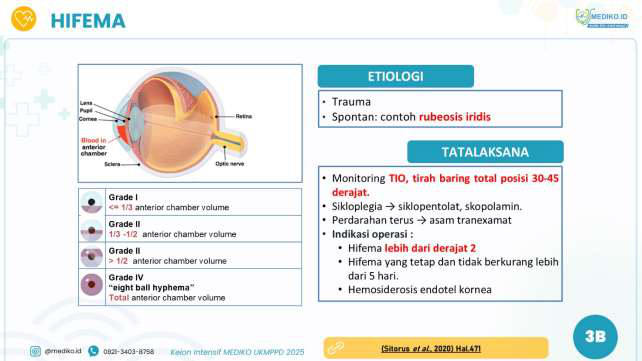 HIFEMA
MEDIKO.ID
Lens
Pupil
Cornea
Blood in
anterior
chamber
Sclera
Retina
Optic nerve
Grade I
<= 1/3 anterior chamber volume
Grade II
1/3 -1/2 anterior chamber volume
Grade II
> 1/2 anterior chamber volume
Grade IV
“eight ball hyphema”
Total anterior chamber volume
ETIOLOGI
• Trauma
• Spontan: contoh rubeosis iridis
TATALAKSANA
• Monitoring TIO, tirah baring total posisi 30-45
derajat.
• Sikloplegia → siklopentolat, skopolamin.
• Perdarahan terus → asam tranexamat
• Indikasi operasi :
• Hifema lebih dari derajat 2
• Hifema yang tetap dan tidak berkurang lebih
dari 5 hari.
• Hemosiderosis endotel kornea
@mediko.id
0821-3403-8758
Kelon Intensif MEDIKO UKMPPD 2025
(Sitorus et al., 2020) Hal.471
3B